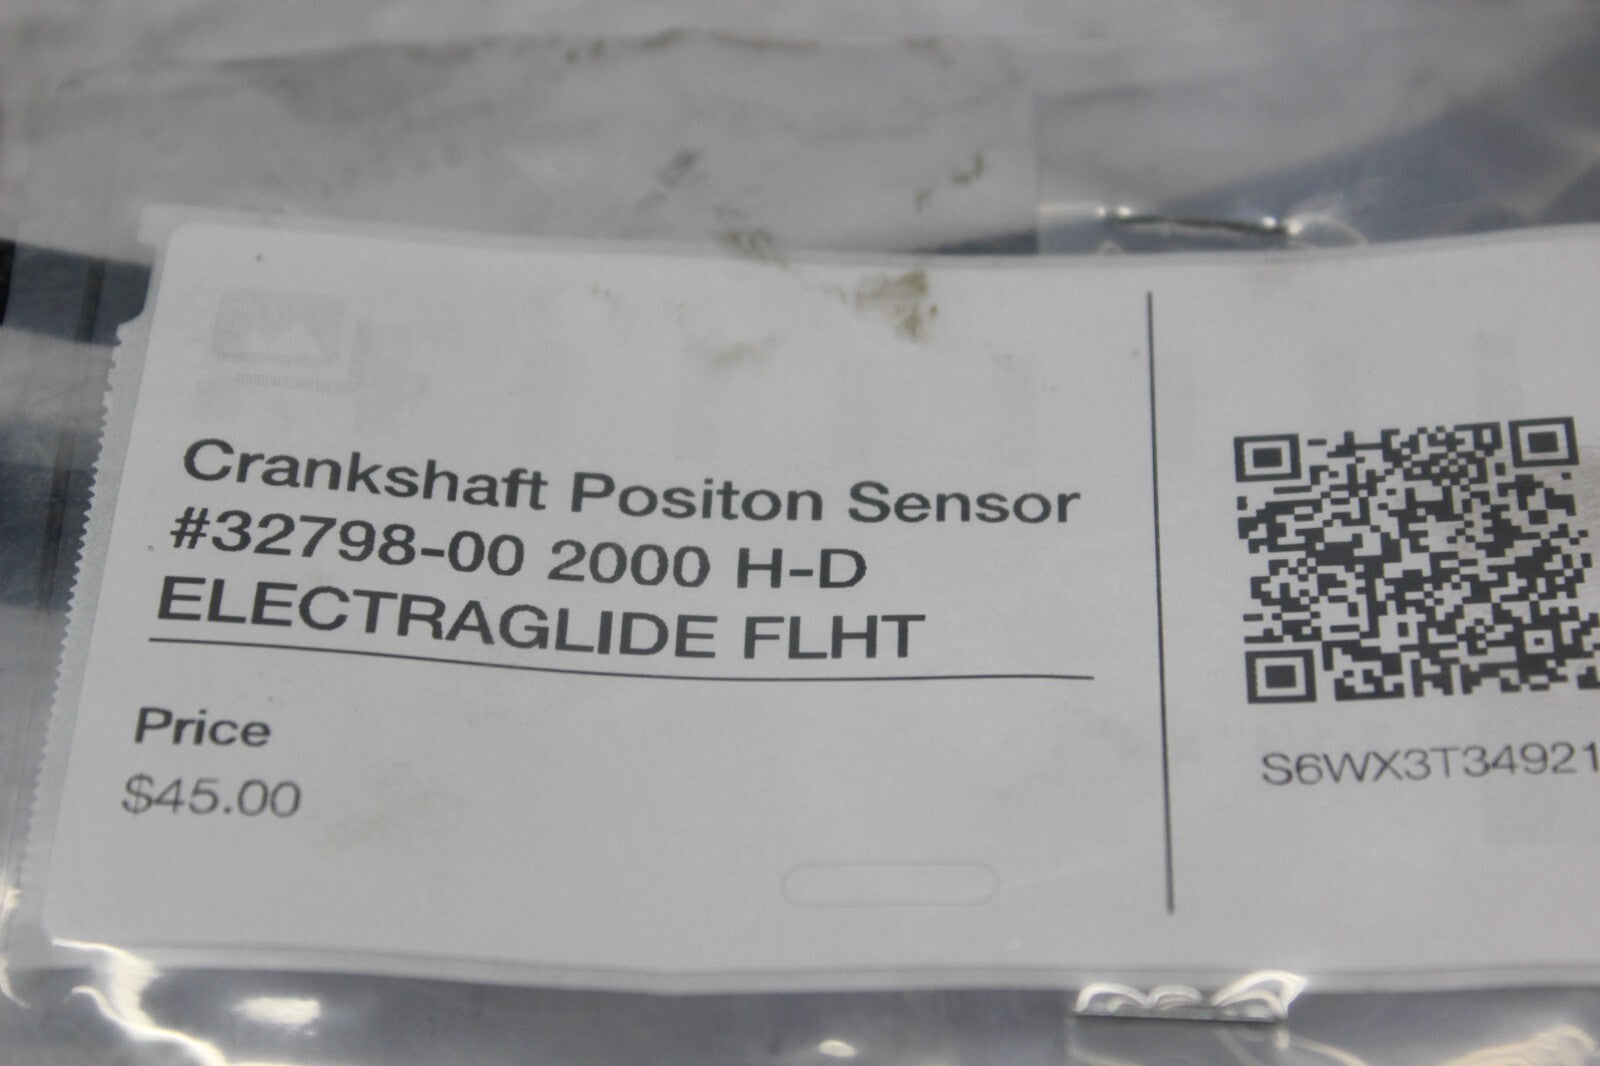 Crankshaft Positon Sensor
#32798-00 2000 H-D
ELECTRAGLIDE FLHT
Price
$45.00
S6WX3T34921